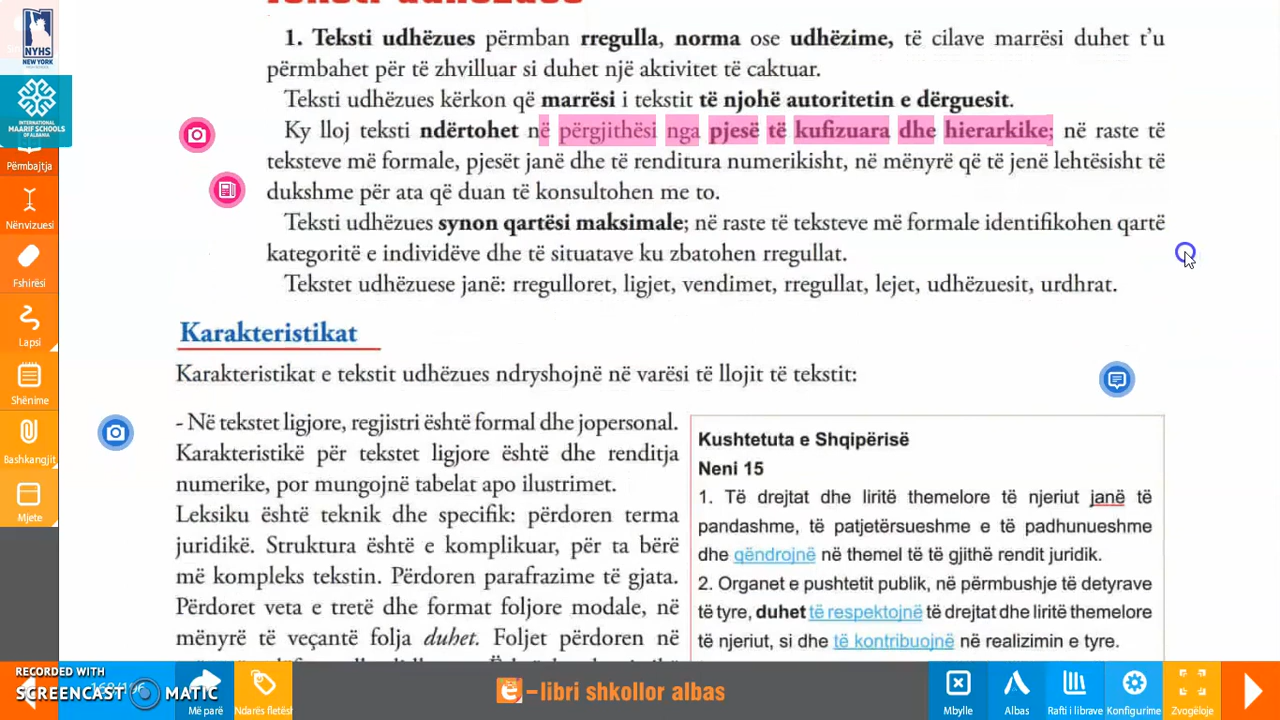 Teksti udhëzues
1. Teksti udhëzues përmban rregulla, norma ose udhëzime, të cilave marrësi duhet t'u
përmbahet për të zhvilluar si duhet një aktivitet të caktuar.
Teksti udhëzues kërkon që marrësi i tekstit të njohë autoritetin e dërguesit.
Ky lloj teksti ndërtohet në përgjithësi nga pjesë të kufizuara dhe hierarkike; në raste të
teksteve më formale, pjesët janë dhe të renditura numerikisht, në mënyrë që të jenë lehtësisht të
dukshme për ata që duan të konsultohen me to.
Teksti udhëzues synon qartësi maksimale; në raste të teksteve më formale identifikohen qartë
kategoritë e individëve dhe të situatave ku zbatohen rregullat.
Tekstet udhëzuese janë: rregulloret, ligjet, vendimet, rregullat, lejet, udhëzuesit, urdhrat.
Karakteristikat
Karakteristikat e tekstit udhëzues ndryshojnë në varësi të llojit të tekstit:
- Në tekstet ligjore, regjistri është formal dhe jopersonal.
Karakteristikë për tekstet ligjore është dhe renditja
numerike, por mungojnë tabelat apo ilustrimet.
Leksiku është teknik dhe specifik: përdoren terma
juridikë. Struktura është e komplikuar, për ta bërë
më kompleks tekstin. Përdoren parafrazime të gjata.
Përdoret veta e tretë dhe format foljore modale, në
mënyrë të veçantë folja duhet. Foljet përdoren në
Kushtetuta e Shqipërisë
Neni 15
1. Të drejtat dhe liritë themelore të njeriut janë të
pandashme, të patjetërsueshme e të padhunueshme
dhe qëndrojnë në themel të të gjithë rendit juridik.
2. Organet e pushtetit publik, në përmbushje të detyrave
të tyre, duhet të respektojnë të drejtat dhe liritë themelore
të njeriut, si dhe të kontribuojnë në realizimin e tyre.
NYHS
NEW YORK
INTERNATIONAL
MAARIF SCHOOLS
OF ALBANIA
Përmbajtja
Nënvizuesi
Fshirësi
Lapsi
Shënime
Bashkangjit
Mjete
RECORDED WITH
SCREENCAST MATIC
Më parë
Ndarës fletësh
e-libri shkollor albas
Mbylle
Albas
Rafti i librave
Konfigurime
Zvogëloje